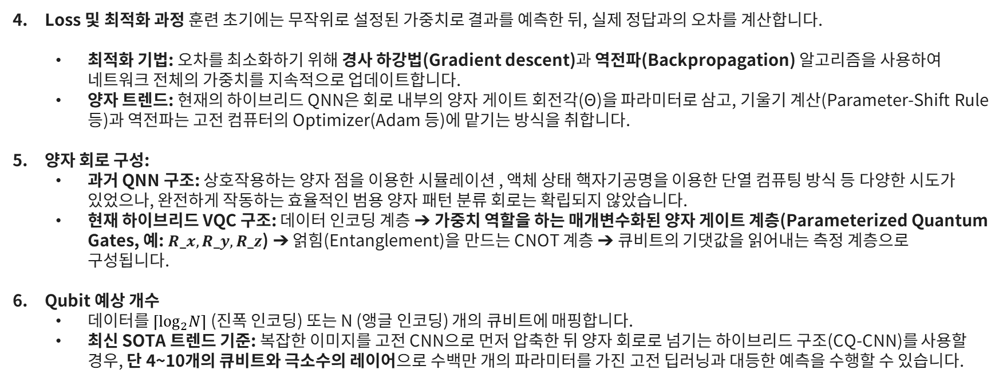 4. Loss 및 최적화 과정 훈련 초기에는 무작위로 설정된 가중치로 결과를 예측한 뒤, 실제 정답과의 오차를 계산합니다.
• 최적화 기법: 오차를 최소화하기 위해 경사 하강법(Gradient descent)과 역전파(Backpropagation) 알고리즘을 사용하여
네트워크 전체의 가중치를 지속적으로 업데이트합니다.
• 양자 트렌드: 현재의 하이브리드 QNN은 회로 내부의 양자 게이트 회전각(Θ)을 파라미터로 삼고, 기울기 계산(Parameter-Shift Rule
등)과 역전파는 고전 컴퓨터의 Optimizer(Adam 등)에 맡기는 방식을 취합니다.
5. 양자 회로 구성:
• 과거 QNN 구조: 상호작용하는 양자 점을 이용한 시뮬레이션 , 액체 상태 핵자기공명을 이용한 단열 컴퓨팅 방식 등 다양한 시도가
있었으나, 완전하게 작동하는 효율적인 범용 양자 패턴 분류 회로는 확립되지 않았습니다.
• 현재 하이브리드 VQC 구조: 데이터 인코딩 계층 ➔ 가중치 역할을 하는 매개변수화된 양자 게이트 계층(Parameterized Quantum
Gates, 예: R_x, R_y, R_z) ➔ 얽힘(Entanglement)을 만드는 CNOT 계층 ➔ 큐비트의 기댓값을 읽어내는 측정 계층으로
구성됩니다.
6. Qubit 예상 개수
• 데이터를 ⌈log₂N⌉ (진폭 인코딩) 또는 N (앵글 인코딩) 개의 큐비트에 매핑합니다.
• 최신 SOTA 트렌드 기준: 복잡한 이미지를 고전 CNN으로 먼저 압축한 뒤 양자 회로로 넘기는 하이브리드 구조(CQ-CNN)를 사용할
경우, 단 4~10개의 큐비트와 극소수의 레이어으로 수백만 개의 파라미터를 가진 고전 딥러닝과 대등한 예측을 수행할 수 있습니다.